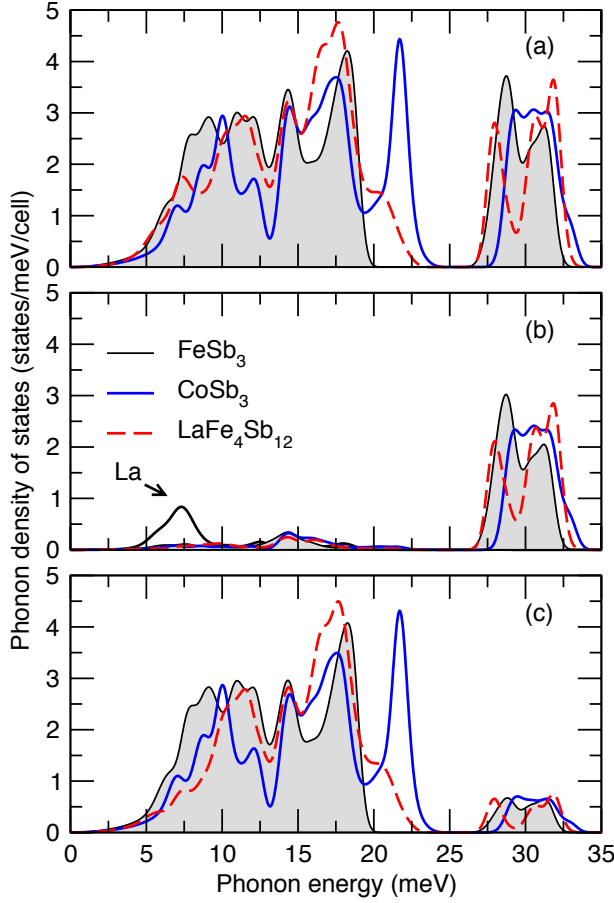 5
4
3
2
1
0
(a)
5
4
3
2
1
0
(b)
FeSb3
CoSb3
LaFe4Sb12
La
5
4
3
2
1
0
(c)
0 5 10 15 20 25 30 35
Phonon energy (meV)
Phonon density of states (states/meV/cell)